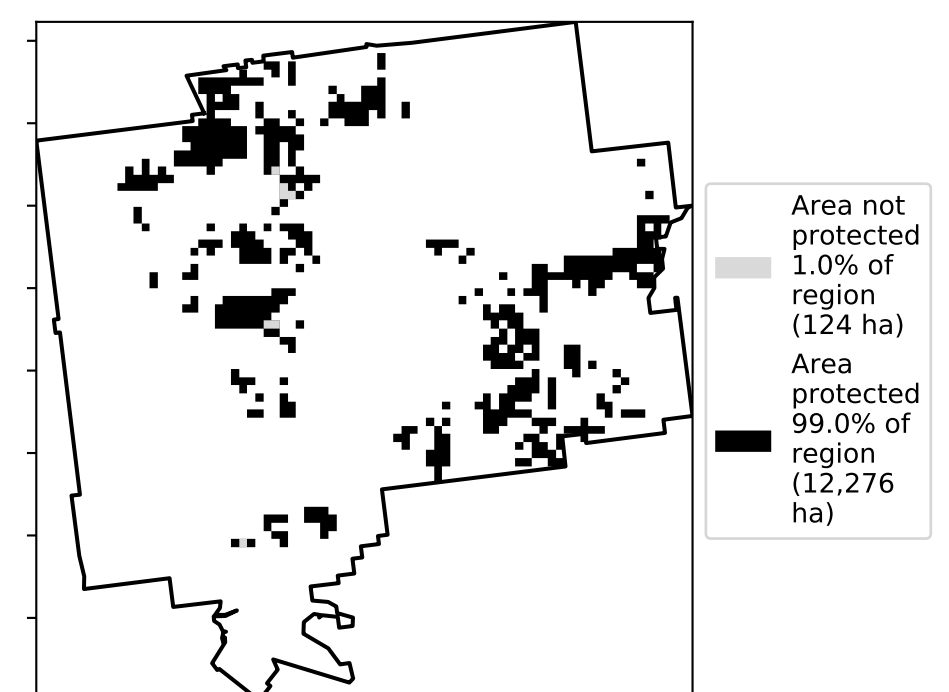 Area not
protected
1.0% of
region
(124 ha)
Area
protected
99.0% of
region
(12,276
ha)